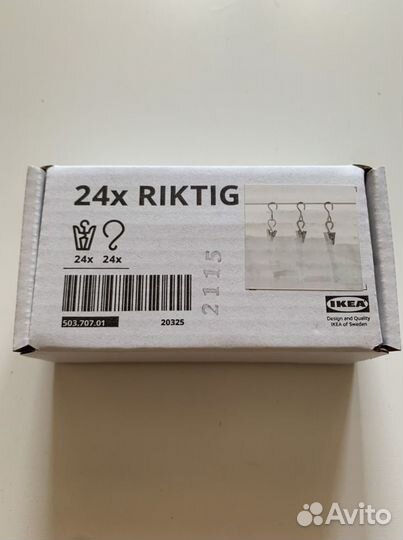 24x RIKTIG
24x 24x
2115
503.707.01 20325
IKEA
Design and Quality
IKEA of Sweden
Avito